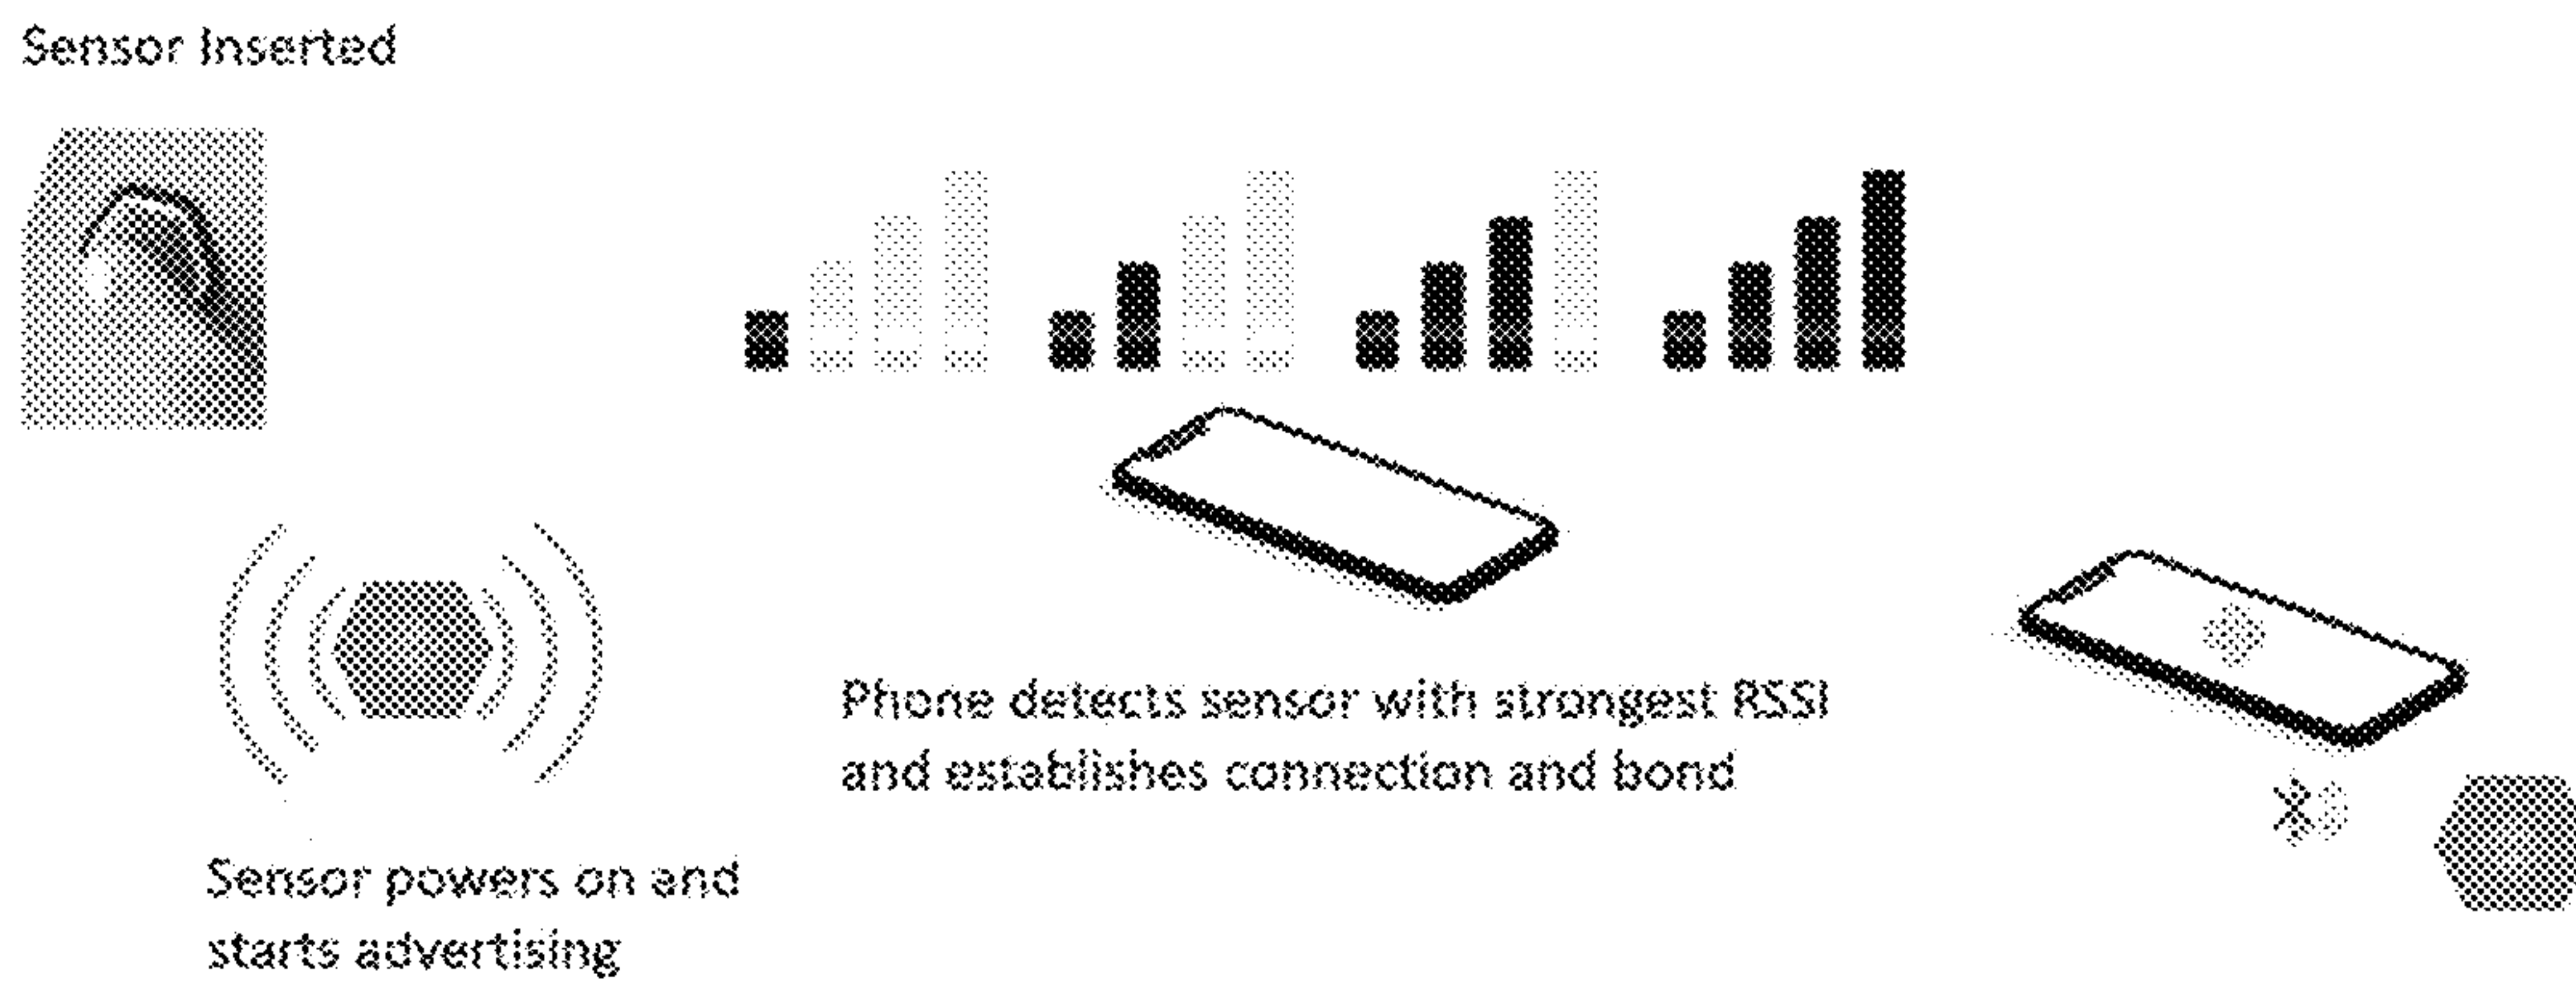 Sensor Inserted
Phone detects sensor with strongest RSSI
and establishes connection and bond
Sensor powers on and
starts advertising